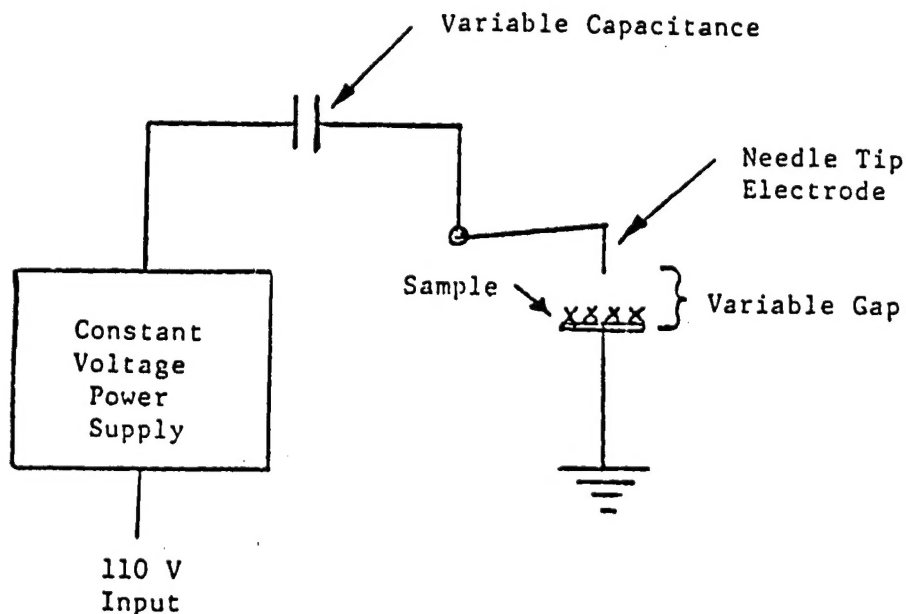 Variable Capacitance
Needle Tip
Electrode
Sample
Variable Gap
Constant
Voltage
Power
Supply
110 V
Input